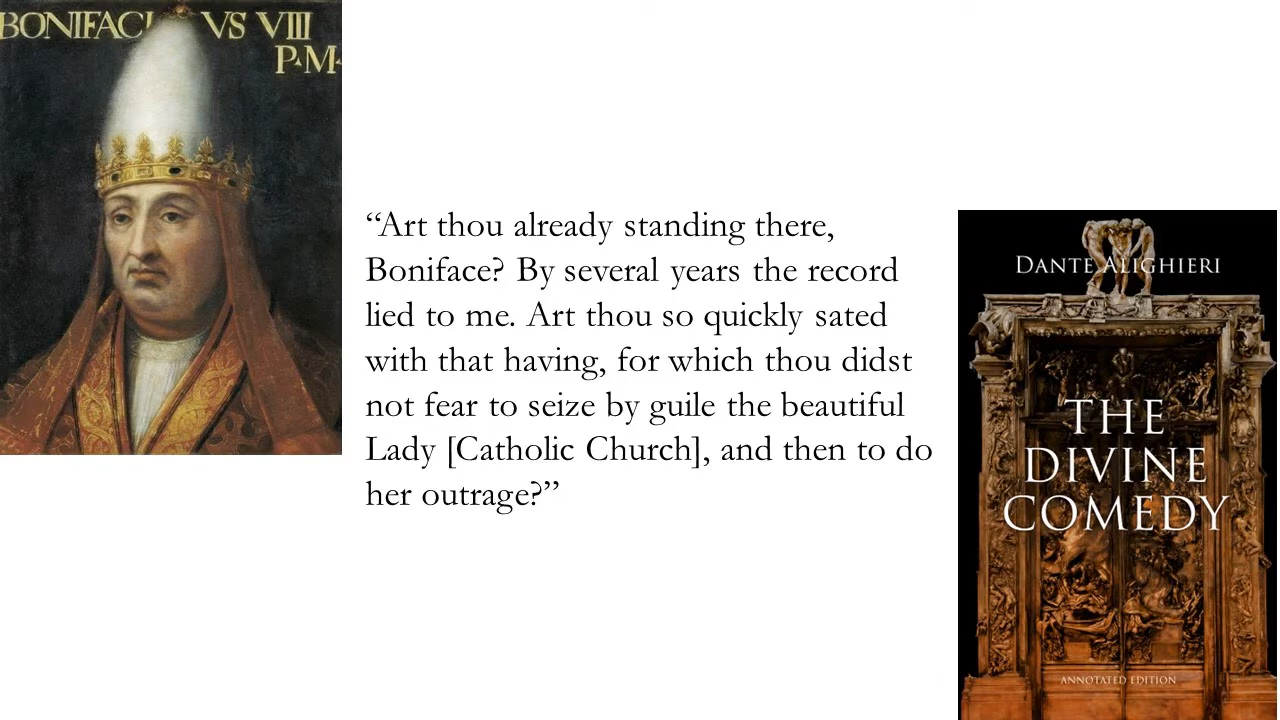 BONIFACI VS VIII
P·M·
“Art thou already standing there,
Boniface? By several years the record
lied to me. Art thou so quickly sated
with that having, for which thou didst
not fear to seize by guile the beautiful
Lady [Catholic Church], and then to do
her outrage?”
DANTE ALIGHIERI
THE
DIVINE
COMEDY
ANNOTATED EDITION